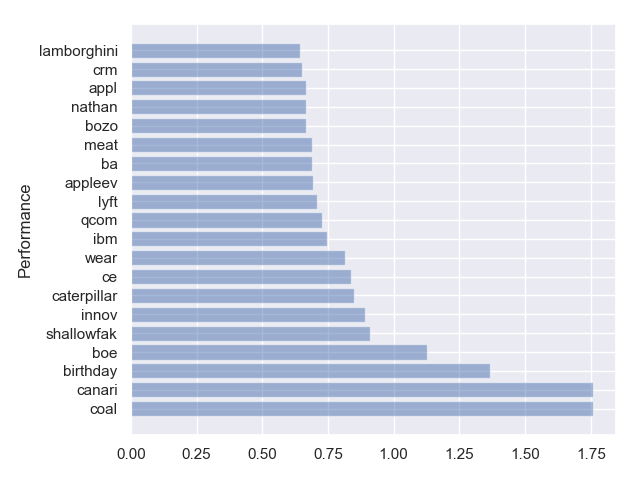 lamborghini
crm
appl
nathan
bozo
meat
ba
appleev
lyft
qcom
ibm
wear
ce
caterpillar
innov
shallowfak
boe
birthday
canari
coal
Performance
0.00 0.25 0.50 0.75 1.00 1.25 1.50 1.75